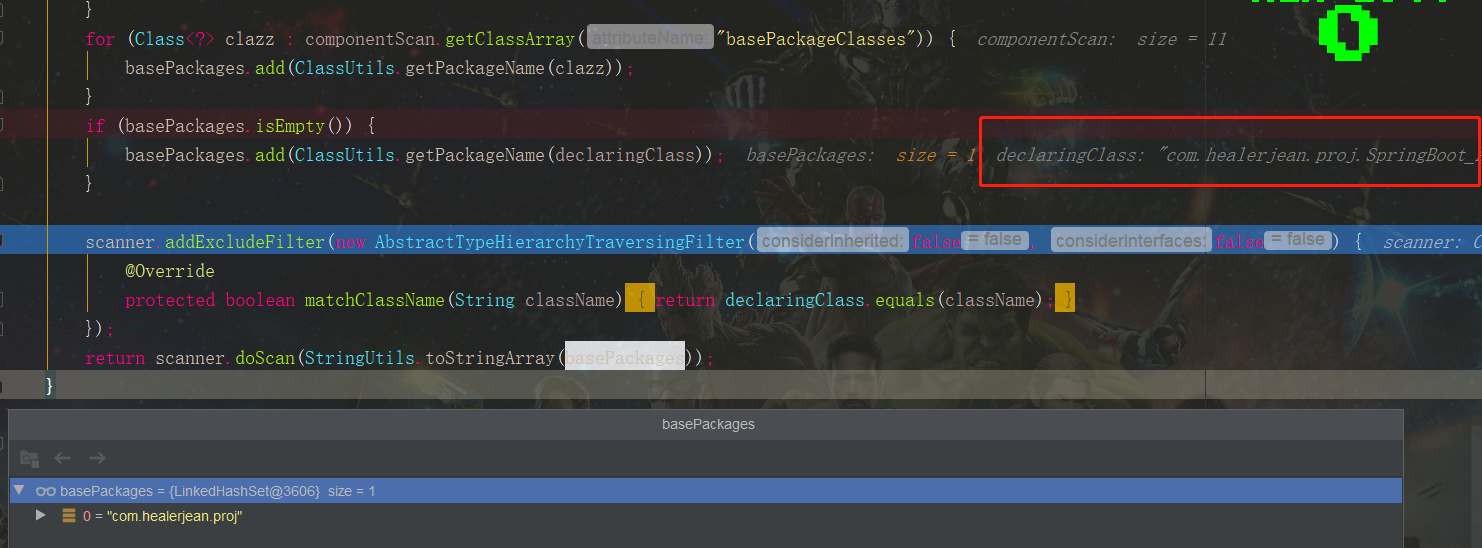 }
for (Class<?> clazz : componentScan.getClassArray( attributeName: "basePackageClasses")) { componentScan: size = 11
basePackages.add(ClassUtils.getPackageName(clazz));
}
if (basePackages.isEmpty()) {
basePackages.add(ClassUtils.getPackageName(declaringClass)); basePackages: size = 1 declaringClass: "com.healerjean.proj.SpringBoot_
}
scanner.addExcludeFilter(new AbstractTypeHierarchyTraversingFilter( considerInherited: false = false , considerInterfaces: false = false ) { scanner: C
@Override
protected boolean matchClassName(String className) { return declaringClass.equals(className); }
});
return scanner.doScan(StringUtils.toStringArray(basePackages));
}
basePackages
basePackages = {LinkedHashSet@3606} size = 1
0 = "com.healerjean.proj"